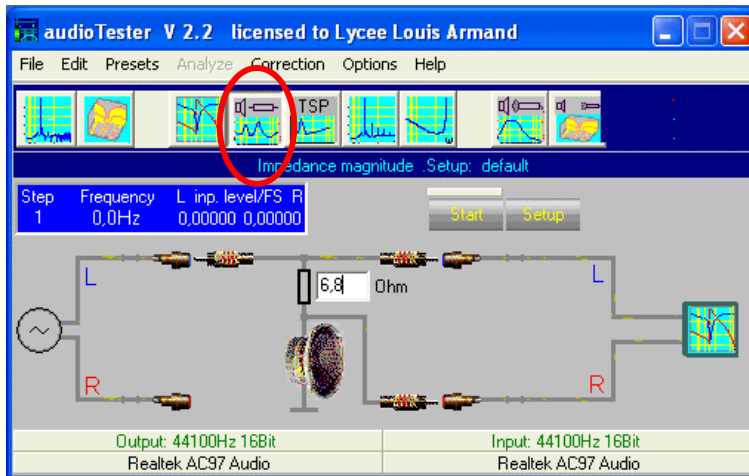 audioTester V 2.2 licensed to Lycee Louis Armand
File Edit Presets Analyze Correction Options Help
TSP
Impedance magnitude .Setup: default
Step Frequency L inp. level/FS R
1 0,0Hz 0,00000 0,00000
Start Setup
L
6,8 Ohm
L
R
R
Output: 44100Hz 16Bit Input: 44100Hz 16Bit
Realtek AC97 Audio Realtek AC97 Audio